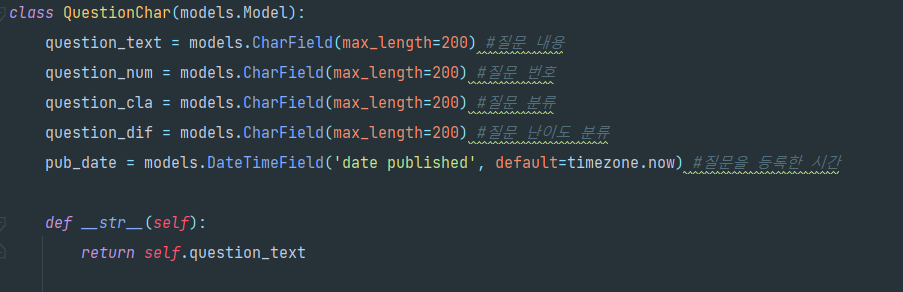 class QuestionChar(models.Model):
    question_text = models.CharField(max_length=200) #질문 내용
    question_num = models.CharField(max_length=200) #질문 번호
    question_cla = models.CharField(max_length=200) #질문 분류
    question_dif = models.CharField(max_length=200) #질문 난이도 분류
    pub_date = models.DateTimeField('date published', default=timezone.now) #질문을 등록한 시간
    def __str__(self):
        return self.question_text